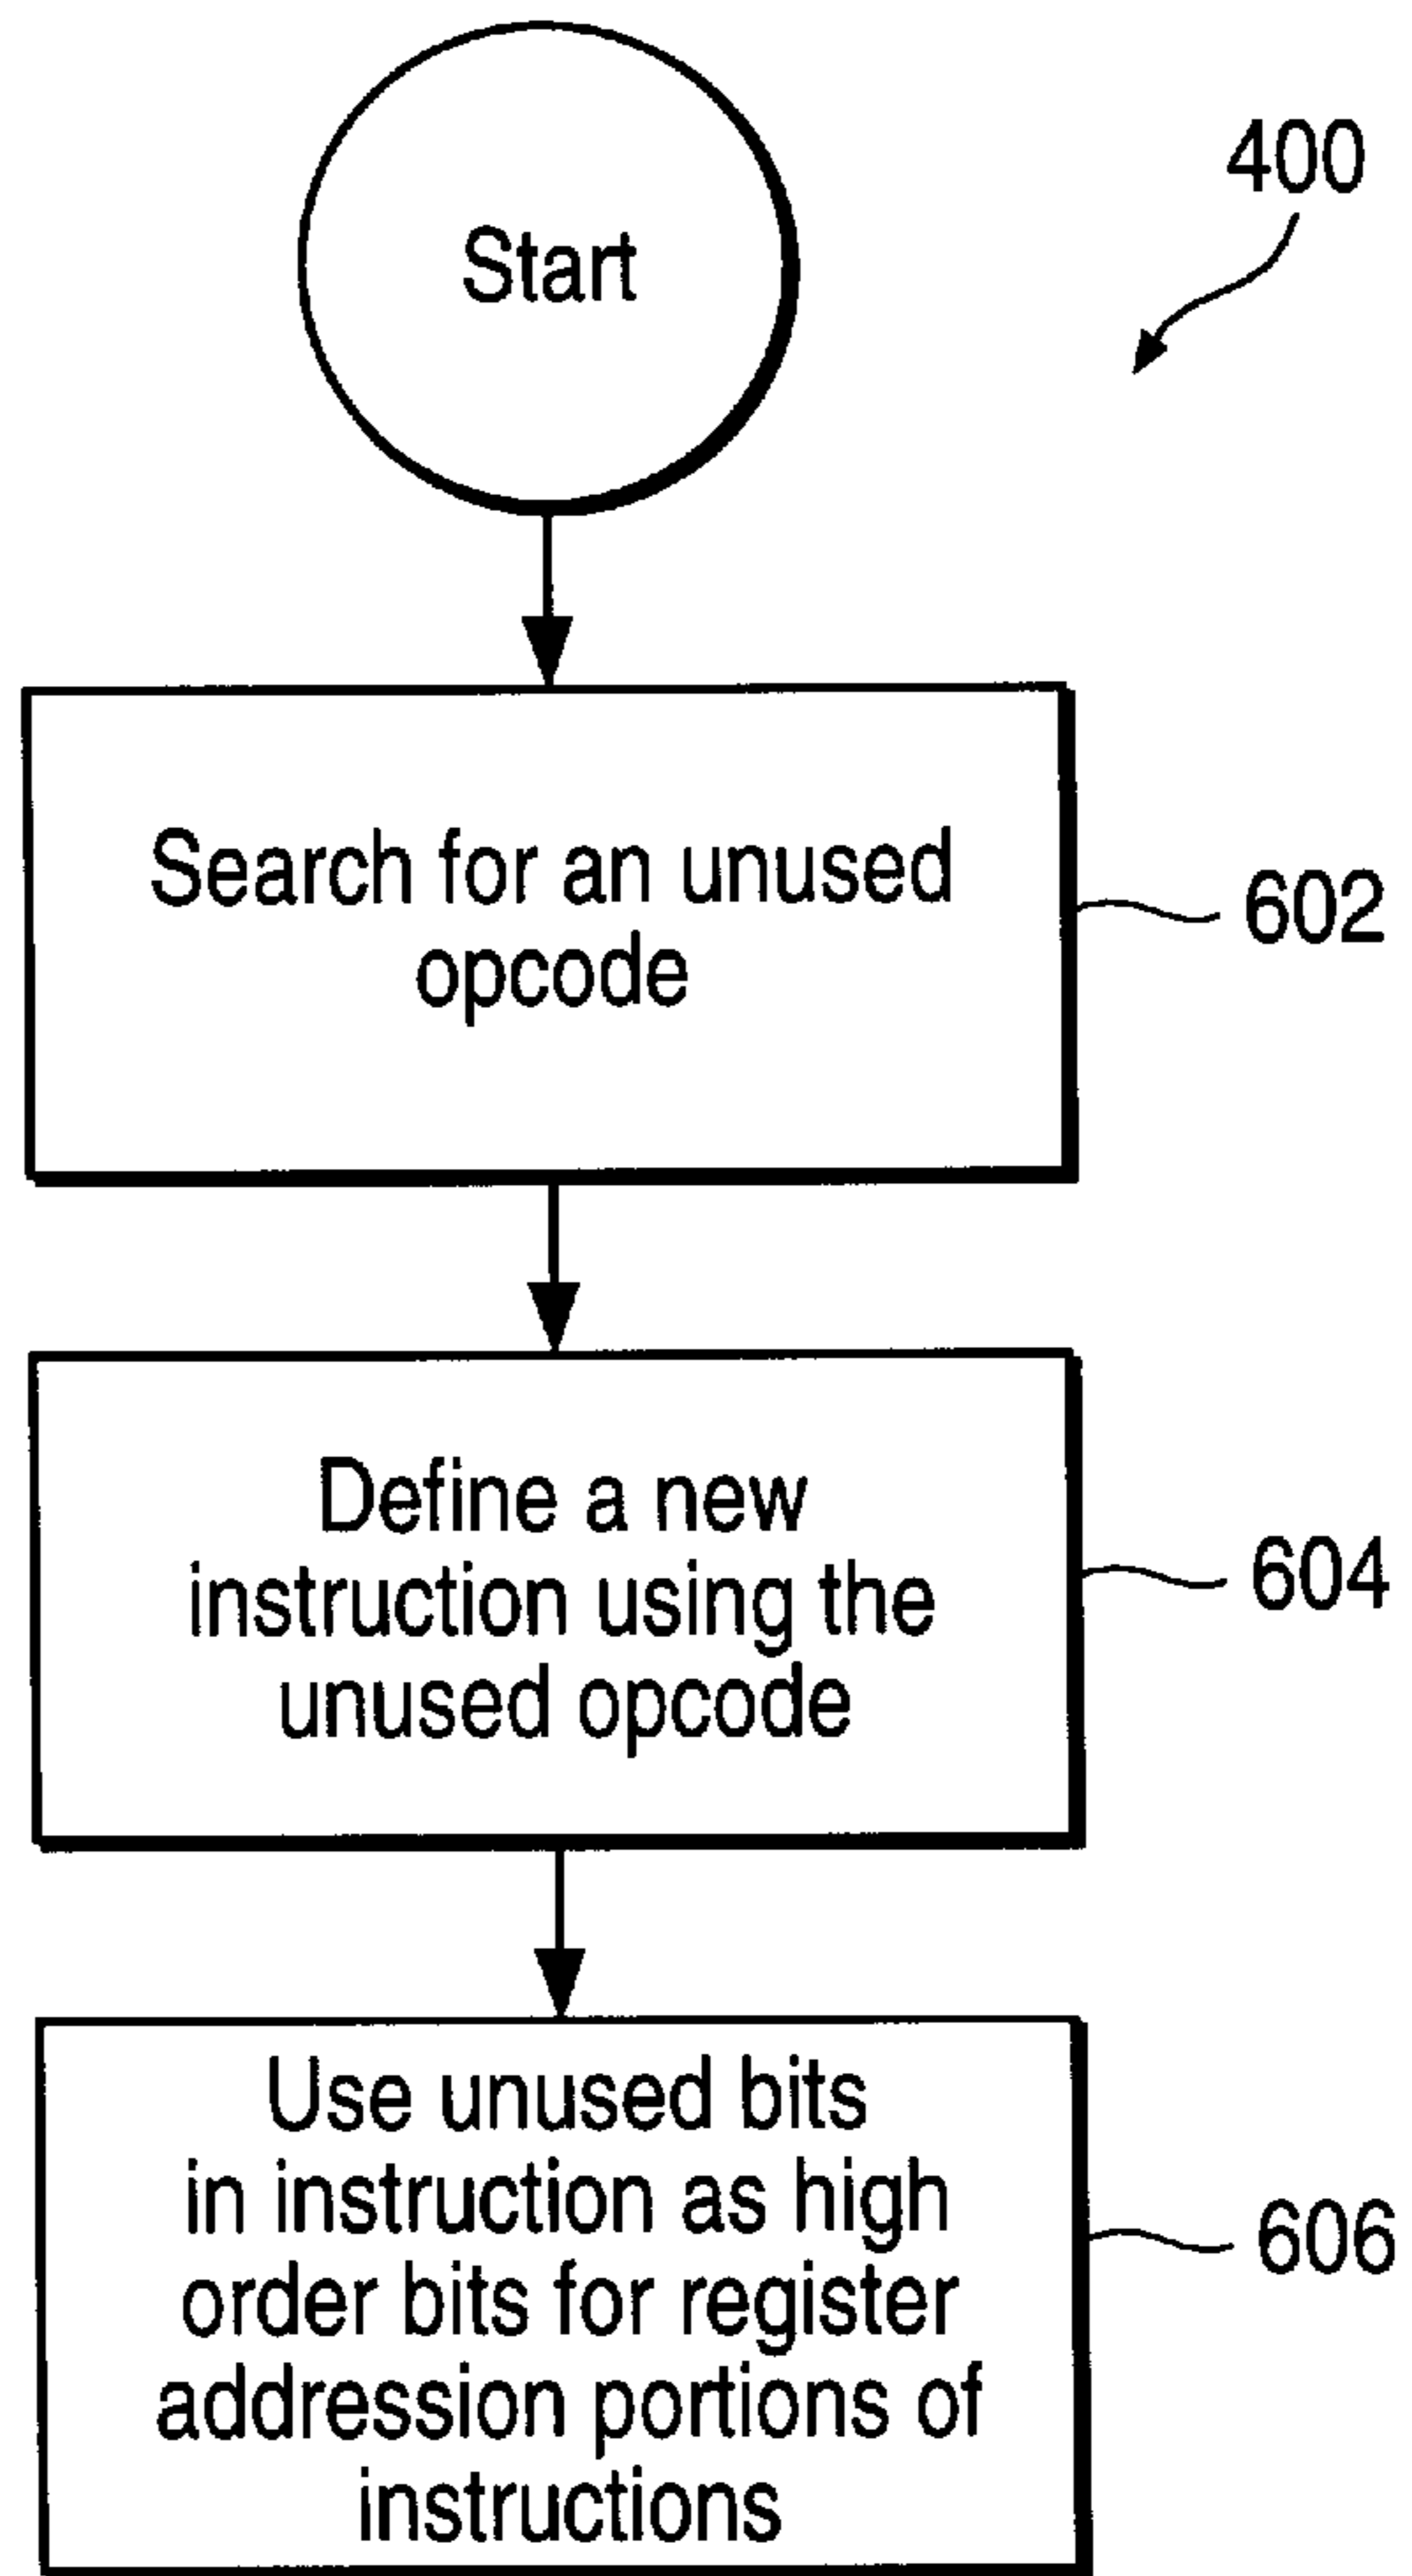 Start
400
Search for an unused
opcode
602
Define a new
instruction using the
unused opcode
604
Use unused bits
in instruction as high
order bits for register
addression portions of
instructions
606